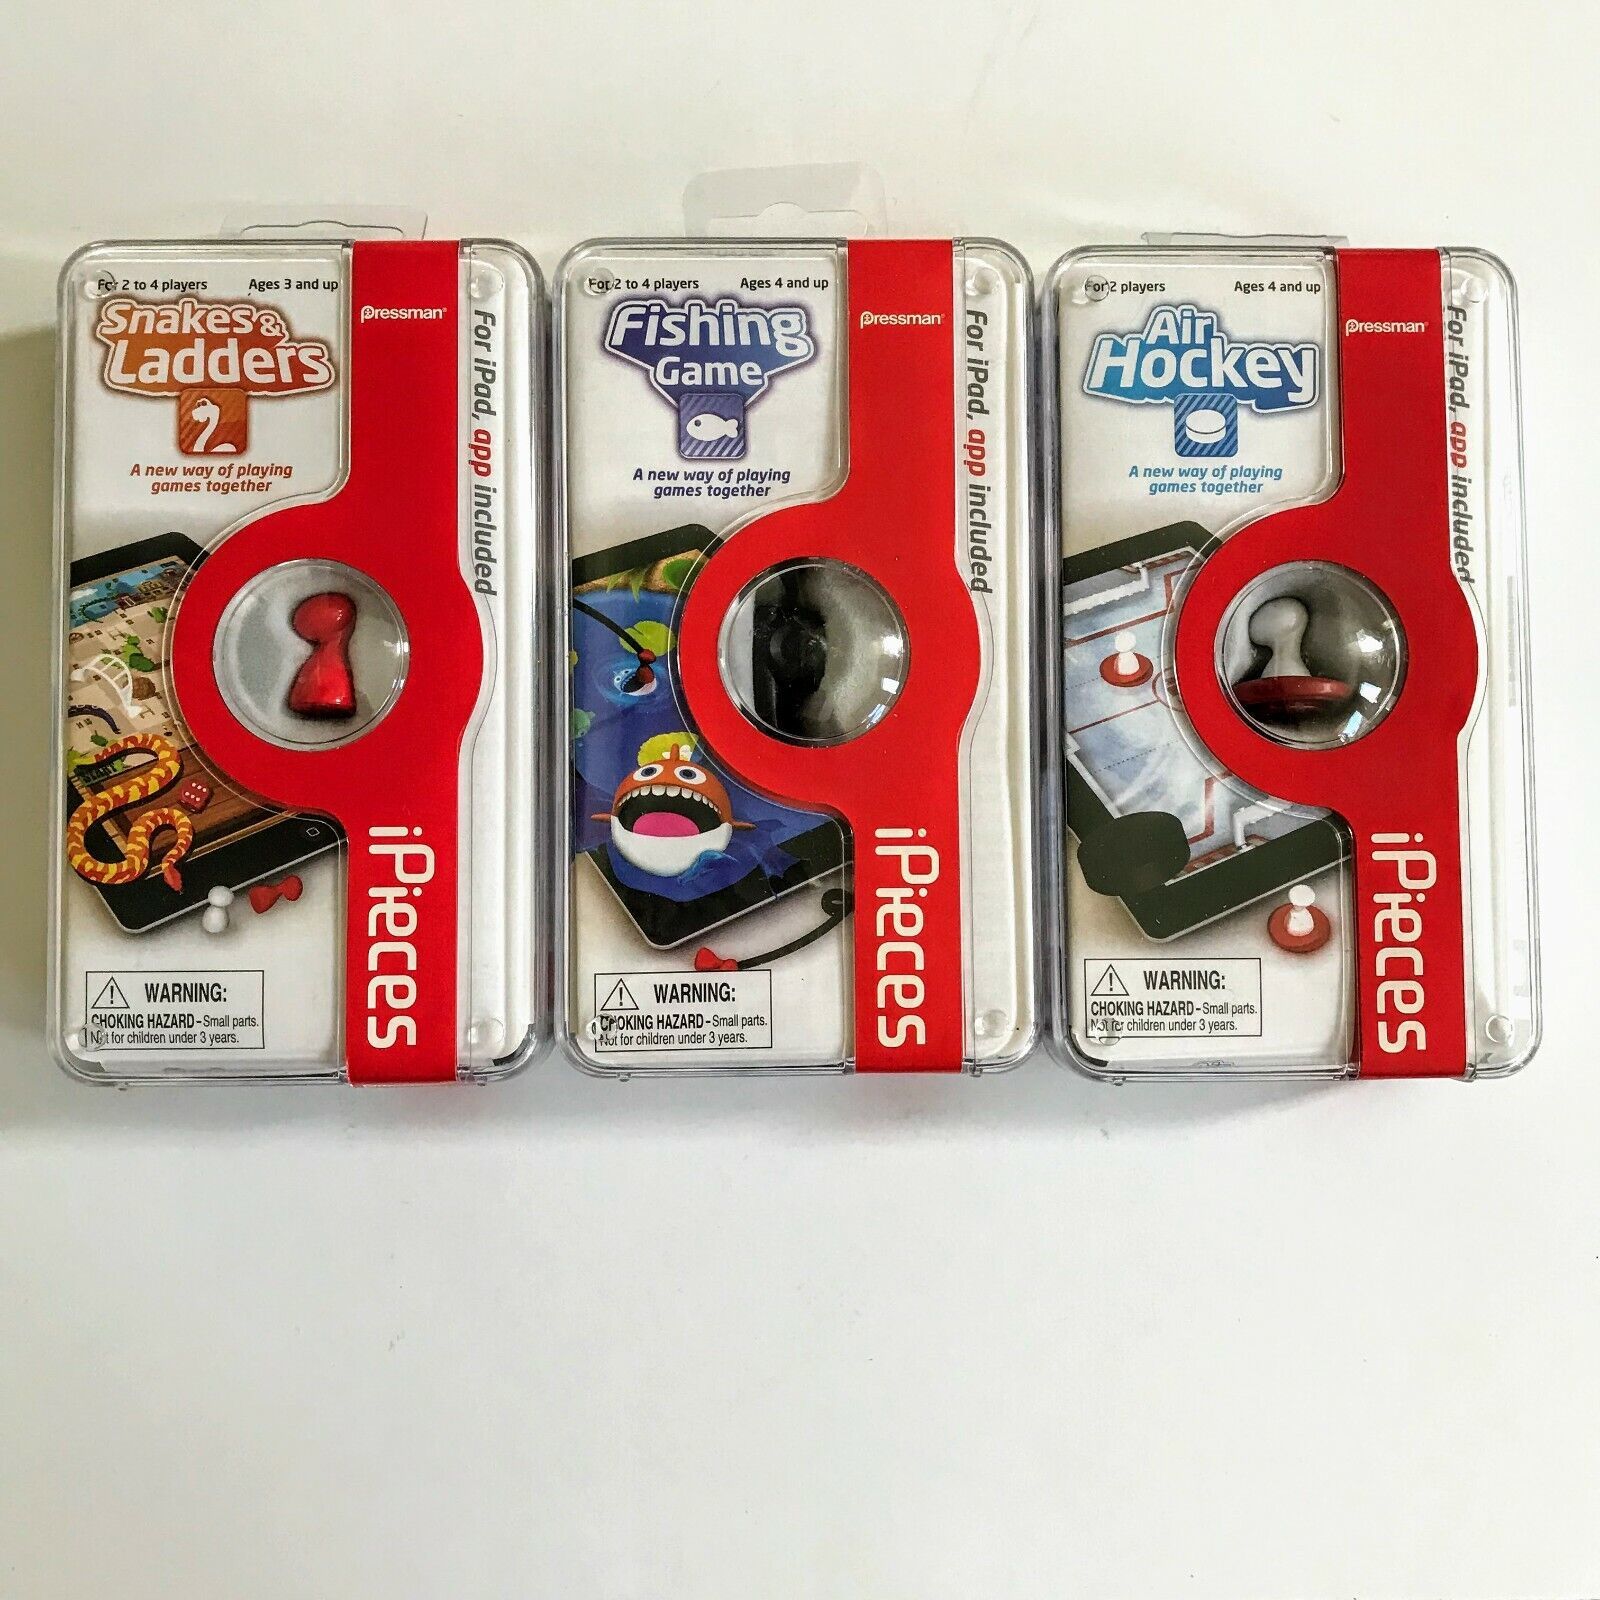 For 2 to 4 players Ages 3 and up
Snakes &
Ladders
A new way of playing
games together
Pressman®
For iPad, app included
START
iPieces
WARNING:
CHOKING HAZARD - Small parts.
Not for children under 3 years.
For 2 to 4 players Ages 4 and up
Fishing
Game
A new way of playing
games together
Pressman®
For iPad, app included
iPieces
WARNING:
CHOKING HAZARD - Small parts.
Not for children under 3 years.
For 2 players Ages 4 and up
Air
Hockey
A new way of playing
games together
Pressman®
For iPad, app included
iPieces
WARNING:
CHOKING HAZARD - Small parts.
Not for children under 3 years.